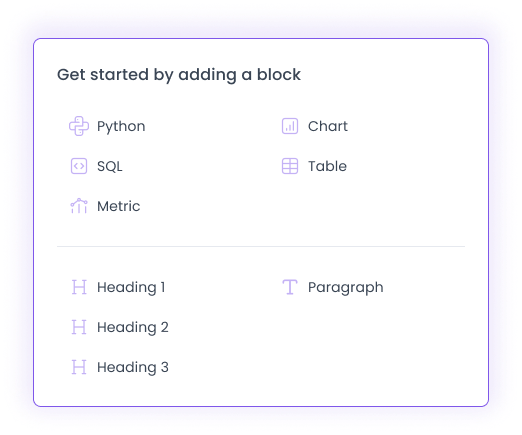 Get started by adding a block
Python
Chart
SQL
Table
Metric
Heading 1
Paragraph
Heading 2
Heading 3